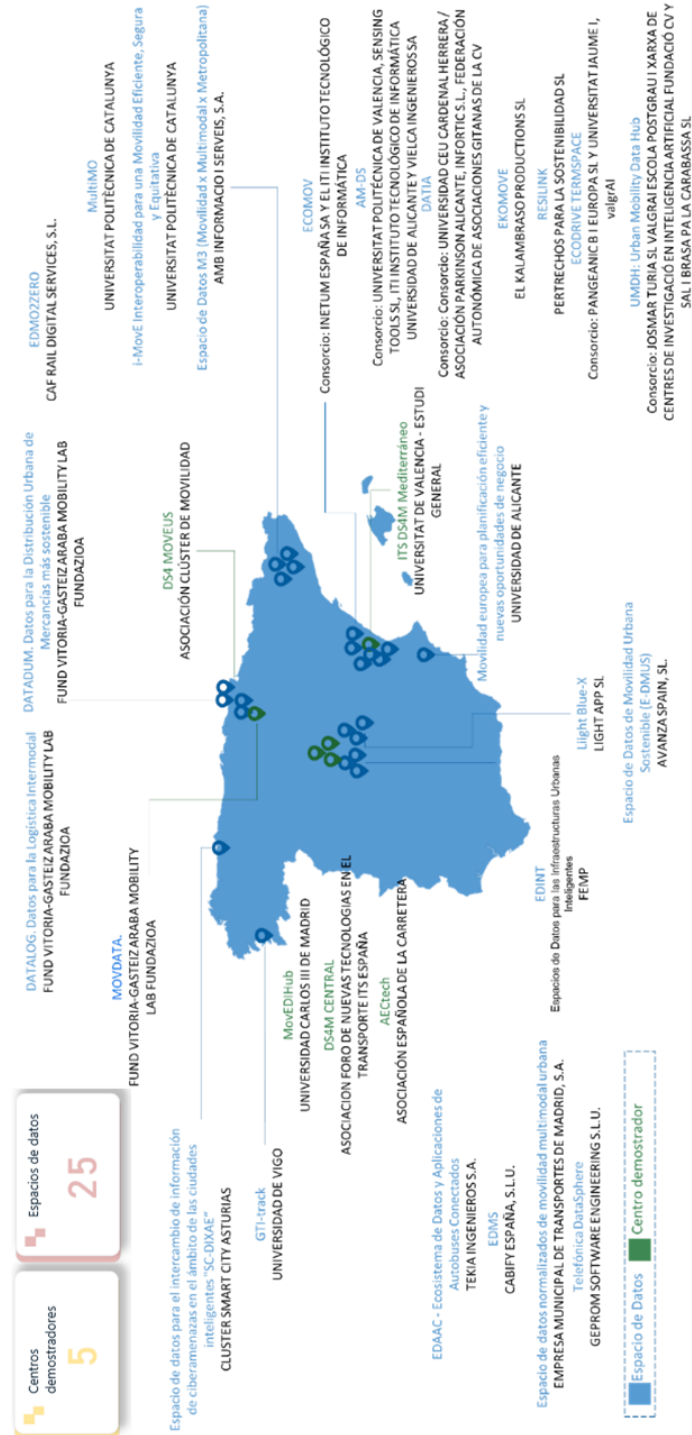 Centros
demostradores
5
Espacios de datos
25
DATALOG. Datos para la Logística Intermodal
FUND VITORIA-GASTEIZ ARABA MOBILITY LAB
FUNDAZIOA
DATADUM. Datos para la Distribución Urbana de
Mercancías más sostenible
FUND VITORIA-GASTEIZ ARABA MOBILITY LAB
FUNDAZIOA
EDMO2ZERO
CAF RAIL DIGITAL SERVICES, S.L.
MultiMO
UNIVERSITAT POLITÈCNICA DE CATALUNYA
i-MovE Interoperabilidad para una Movilidad Eficiente, Segura
y Equitativa
UNIVERSITAT POLITÈCNICA DE CATALUNYA
Espacio de Datos M3 (Movilidad x Multimodal x Metropolitana)
AMB INFORMACIO I SERVEIS, S.A.
MOVDATA.
FUND VITORIA-GASTEIZ ARABA MOBILITY
LAB FUNDAZIOA
DS4 MOVEUS
ASOCIACIÓN CLÚSTER DE MOVILIDAD
Espacio de datos para el intercambio de información
de ciberamenazas en el ámbito de las ciudades
inteligentes "SC-DIXAE"
CLUSTER SMART CITY ASTURIAS
GTI-track
UNIVERSIDAD DE VIGO
MovEDIHub
UNIVERSIDAD CARLOS III DE MADRID
DS4M CENTRAL
ASOCIACION FORO DE NUEVAS TECNOLOGIAS EN EL
TRANSPORTE ITS ESPAÑA
AECtech
ASOCIACIÓN ESPAÑOLA DE LA CARRETERA
ECOMOV
Consorcio: INETUM ESPAÑA SA Y EL ITI INSTITUTO TECNOLÓGICO
DE INFORMÁTICA
AM-DS
Consorcio: UNIVERSITAT POLITÉCNICA DE VALENCIA, SENSING
TOOLS SL, ITI INSTITUTO TECNOLÓGICO DE INFORMÁTICA
UNIVERSIDAD DE ALICANTE Y VIELCA INGENIEROS SA
DATIA
Consorcio: Consorcio: UNIVERSIDAD CEU CARDENAL HERRERA /
ASOCIACIÓN PARKINSON ALICANTE, INFORTIC S.L., FEDERACIÓN
AUTONÓMICA DE ASOCIACIONES GITANAS DE LA CV
EKOMOVE
EL KALAMBRASO PRODUCTIONS SL
RESILINK
PERTRECHOS PARA LA SOSTENIBILIDAD SL
ECODRIVE TERMSPACE
Consorcio: PANGEANIC B I EUROPA SL Y UNIVERSITAT JAUME I,
valgrAI
UMDH: Urban Mobility Data Hub
Consorcio: JOSMAR TURIA SL VALGRAI ESCOLA POSTGRAU I XARXA DE
CENTRES DE INVESTIGACIÓ EN INTELIGENCIA ARTIFICIAL FUNDACIÓ CV Y
SAL I BRASA PA LA CARABASSA SL
ITS DS4M Mediterráneo
UNIVERSITAT DE VALENCIA - ESTUDI
GENERAL
Movilidad europea para planificación eficiente y
nuevas oportunidades de negocio
UNIVERSIDAD DE ALICANTE
EDAAC - Ecosistema de Datos y Aplicaciones de
Autobuses Conectados
TEKIA INGENIEROS S.A.
EDMS
CABIFY ESPAÑA, S.L.U.
Espacio de datos normalizados de movilidad multimodal urbana
EMPRESA MUNICIPAL DE TRANSPORTES DE MADRID, S.A.
Telefónica DataSphere
GEPROM SOFTWARE ENGINEERING S.L.U.
EDINT
Espacios de Datos para las Infraestructuras Urbanas
Inteligentes
FEMP
Liight Blue-X
LIGHT APP SL
Espacio de Datos de Movilidad Urbana
Sostenible (E-DMUS)
AVANZA SPAIN, SL.
Espacio de Datos
Centro demostrador